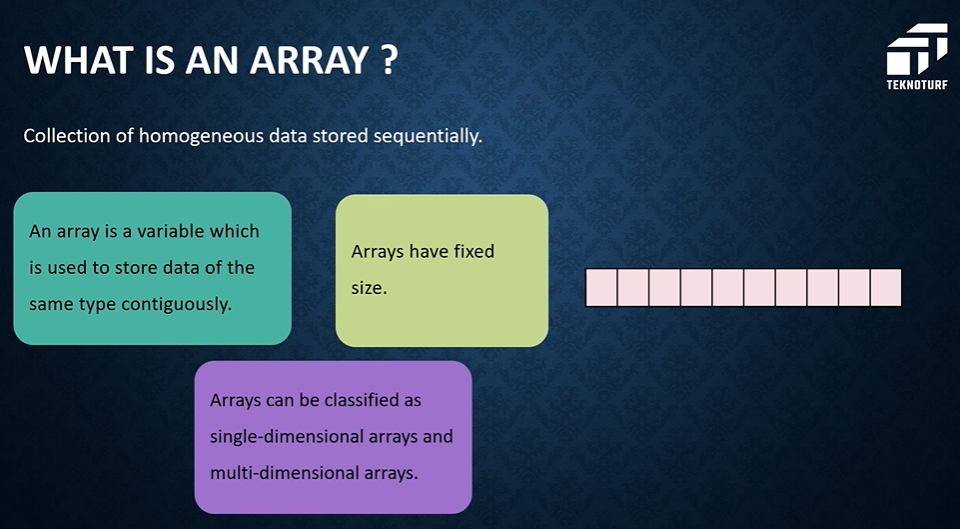 WHAT IS AN ARRAY ?
TEKNOTURF
Collection of homogeneous data stored sequentially.
An array is a variable which
is used to store data of the
same type contiguously.
Arrays have fixed
size.
Arrays can be classified as
single-dimensional arrays and
multi-dimensional arrays.